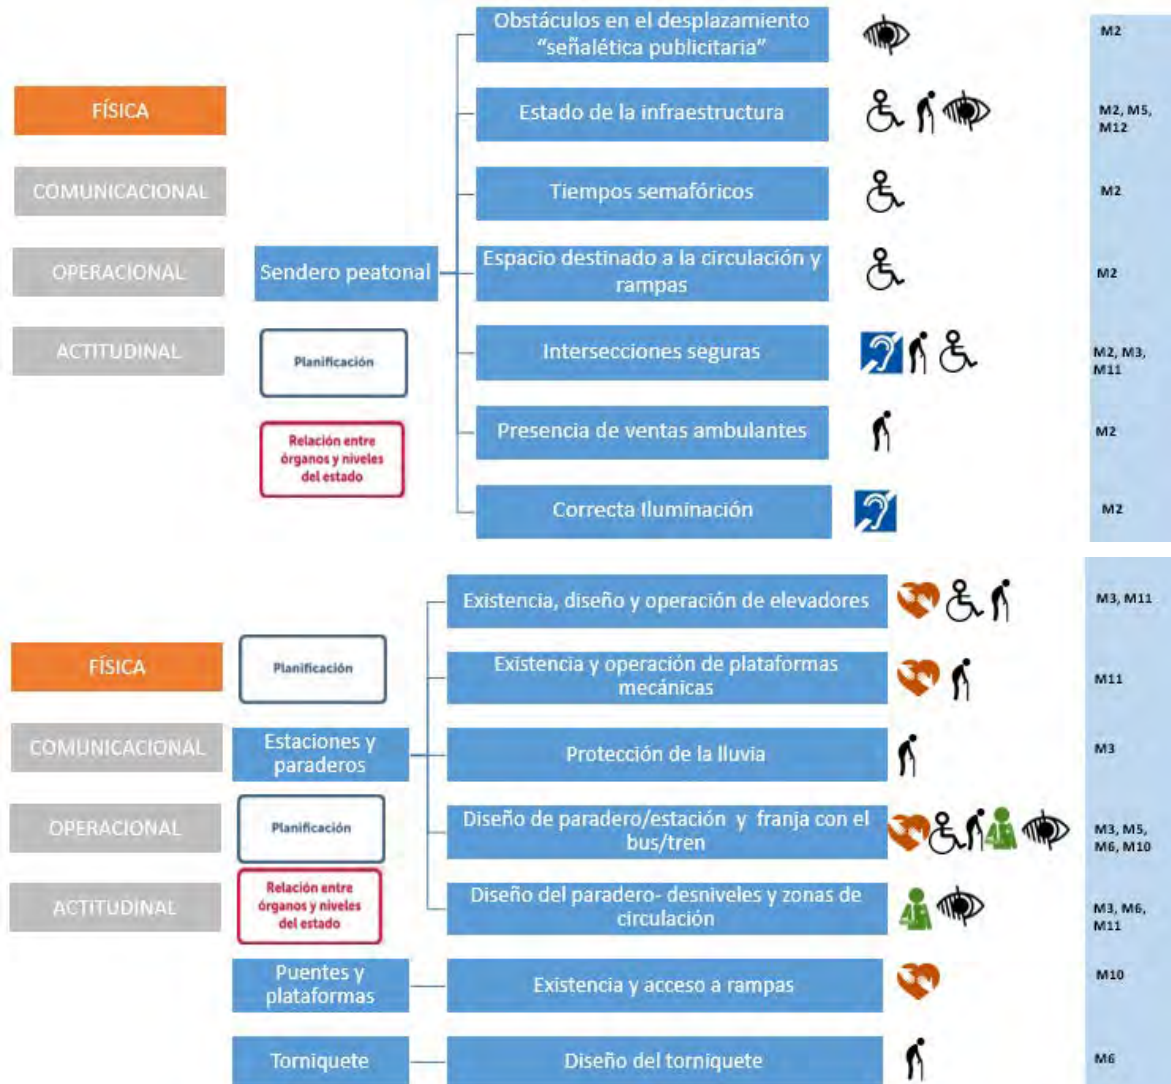 Obstáculos en el desplazamiento
“señalética publicitaria”
M2
FÍSICA
Estado de la infraestructura
M2, M5,
M12
COMUNICACIONAL
Tiempos semafóricos
M2
OPERACIONAL
Sendero peatonal
Espacio destinado a la circulación y
rampas
M2
ACTITUDINAL
Planificación
Intersecciones seguras
M2, M3,
M11
Relación entre
órganos y niveles
del estado
Presencia de ventas ambulantes
M2
Correcta Iluminación
M2
Existencia, diseño y operación de elevadores
M3, M11
FÍSICA
Planificación
Existencia y operación de plataformas
mecánicas
M11
COMUNICACIONAL
Estaciones y
paraderos
Protección de la lluvia
M3
OPERACIONAL
Planificación
Diseño de paradero/estación y franja con el
bus/tren
M3, M5,
M6, M10
ACTITUDINAL
Relación entre
órganos y niveles
del estado
Diseño del paradero- desniveles y zonas de
circulación
M3, M6,
M11
Puentes y
plataformas
Existencia y acceso a rampas
M10
Torniquete
Diseño del torniquete
M6